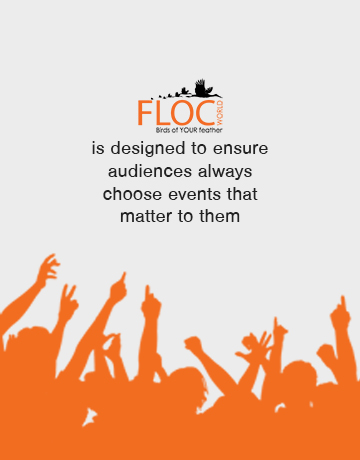 FLOC WORLD
Birds of YOUR feather
is designed to ensure
audiences always
choose events that
matter to them